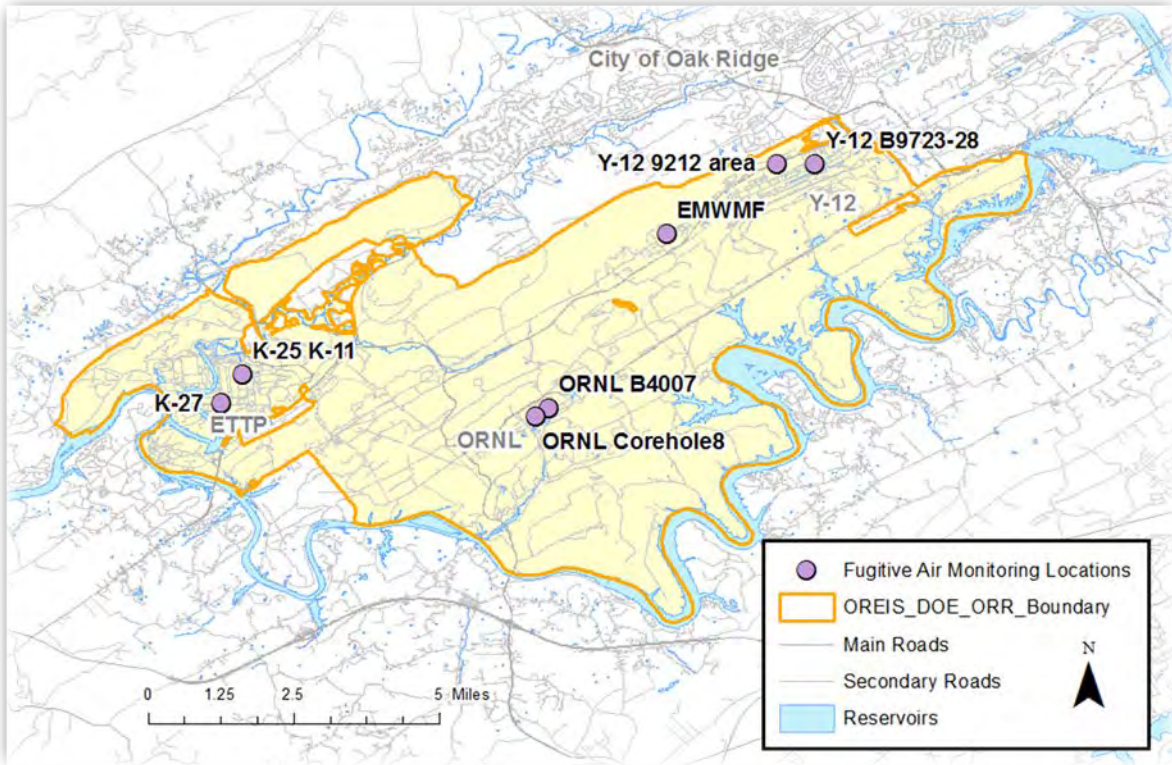 City of Oak Ridge
Y-12 B9723-28
Y-12 9212 area
Y-12
EMWMF
K-25 K-11
K-27
ETTP
ORNL B4007
ORNL
ORNL Corehole8
Fugitive Air Monitoring Locations
OREIS_DOE_ORR_Boundary
Main Roads
Secondary Roads
Reservoirs
N
0 1.25 2.5 5 Miles